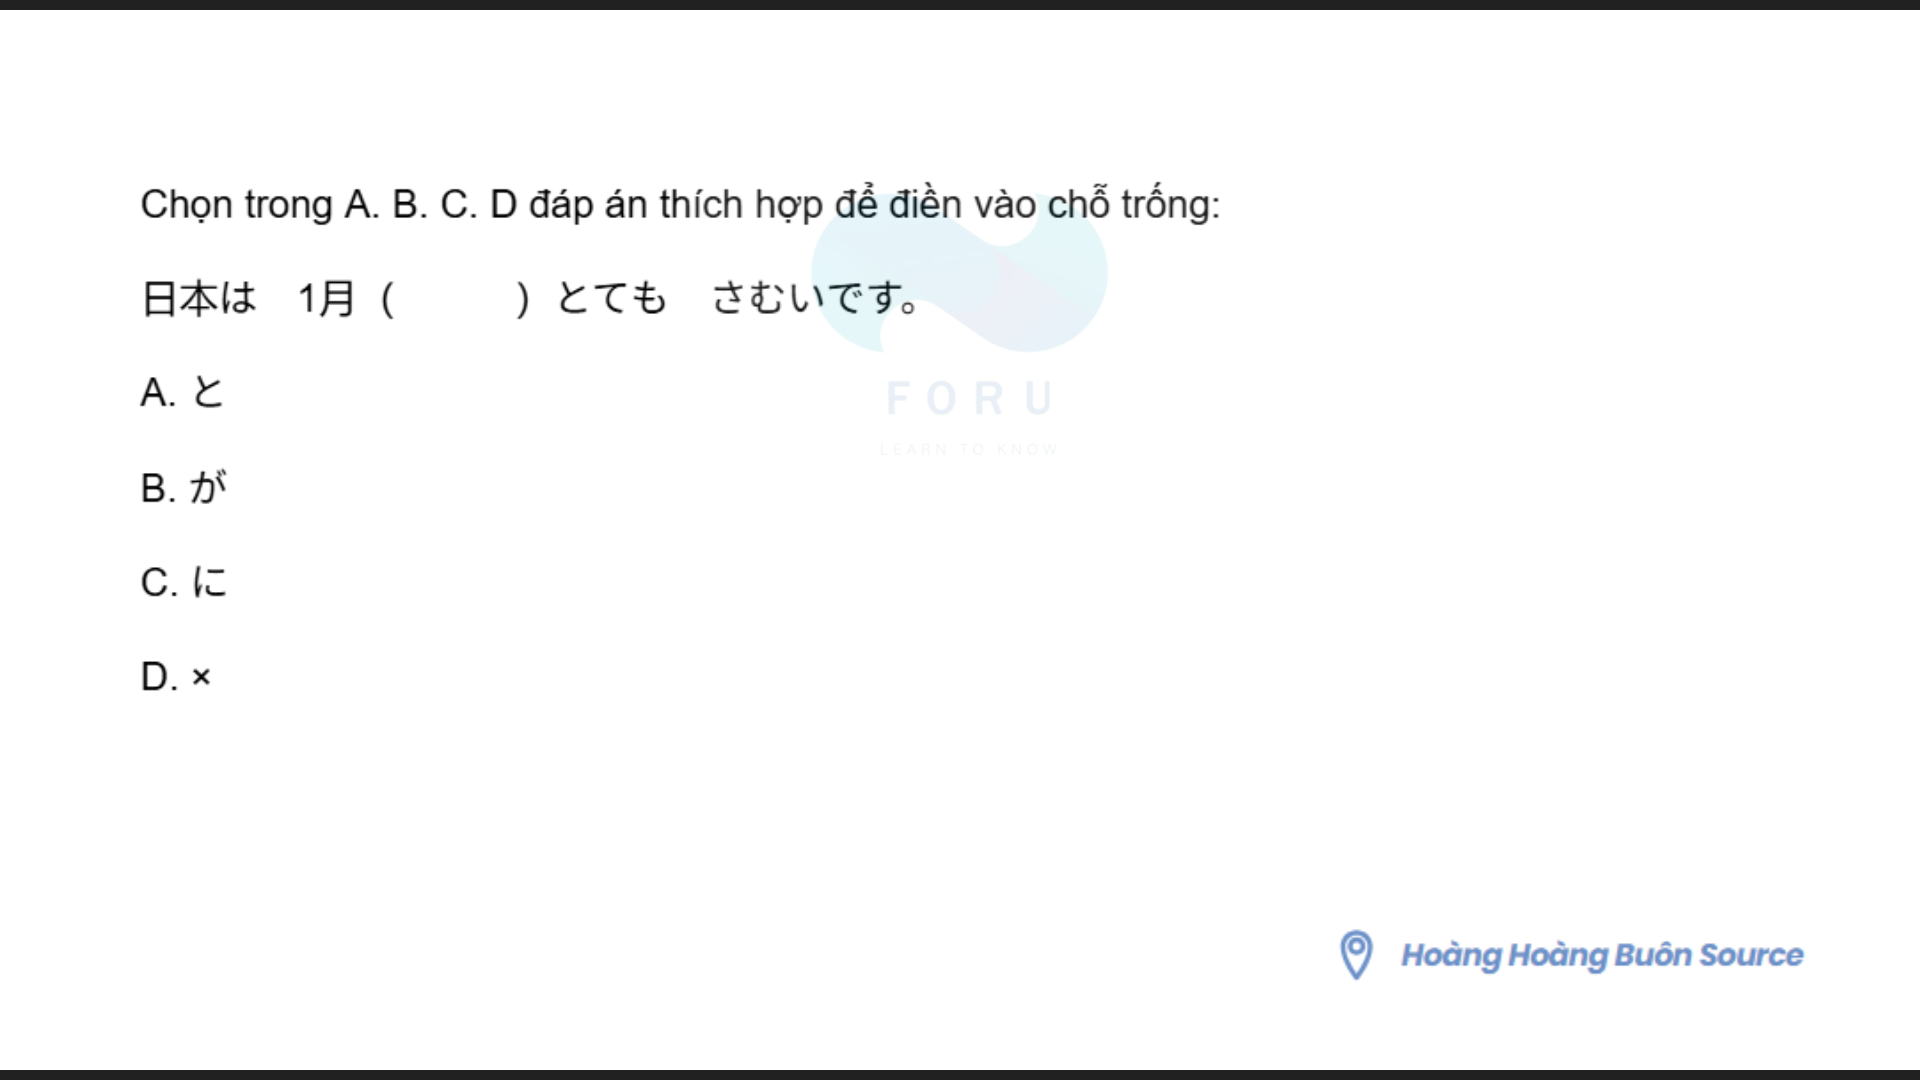 Chọn trong A. B. C. D đáp án thích hợp để điền vào chỗ trống:
日本は　1月（　　　）とても　さむいです。
A. と
B. が
C. に
D. ×
FORU
LEARN TO KNOW
Hoàng Hoàng Buôn Source